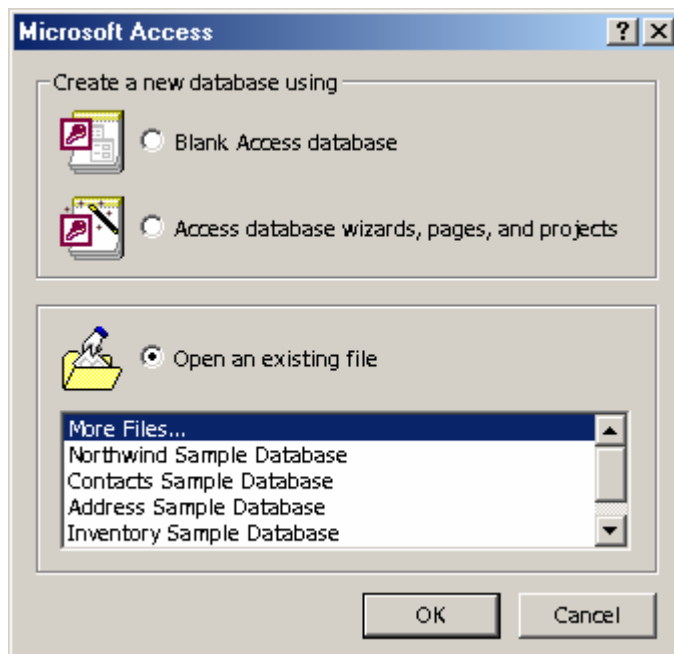 Microsoft Access
Create a new database using
Blank Access database
Access database wizards, pages, and projects
Open an existing file
More Files...
Northwind Sample Database
Contacts Sample Database
Address Sample Database
Inventory Sample Database
OK Cancel